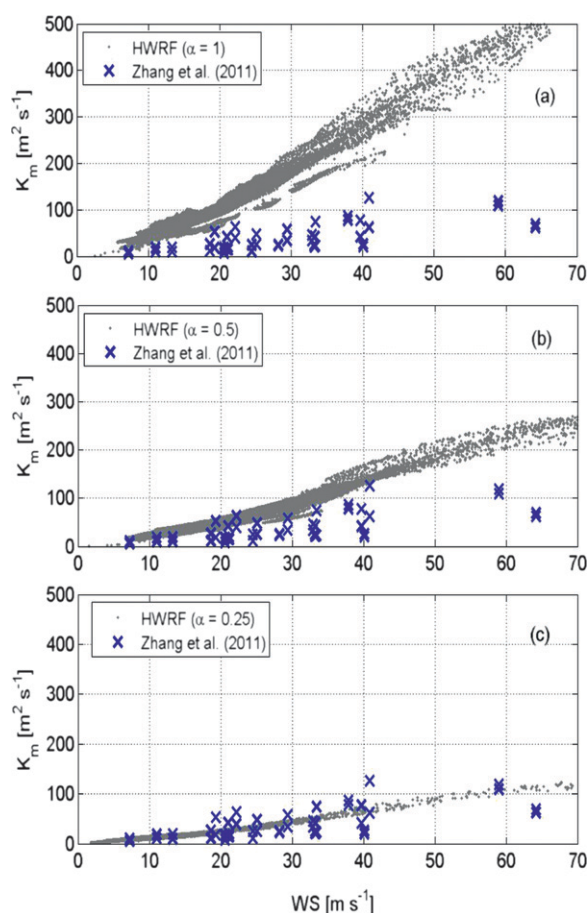 500
400
300
200
100
0
K_m [m² s⁻¹]
HWRF (α = 1)
Zhang et al. (2011)
(a)
0 10 20 30 40 50 60 70
500
400
300
200
100
0
K_m [m² s⁻¹]
HWRF (α = 0.5)
Zhang et al. (2011)
(b)
0 10 20 30 40 50 60 70
500
400
300
200
100
0
K_m [m² s⁻¹]
HWRF (α = 0.25)
Zhang et al. (2011)
(c)
0 10 20 30 40 50 60 70
WS [m s⁻¹]